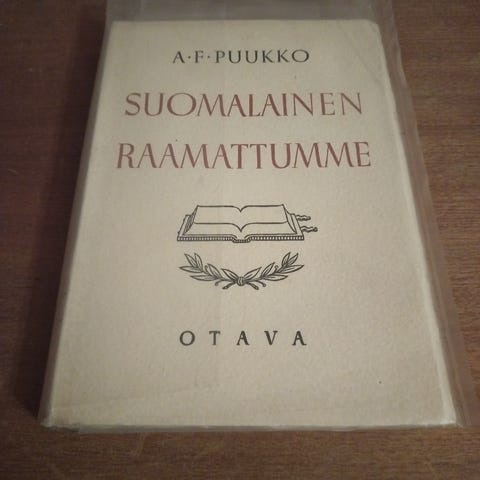 A·F·PUUKKO
SUOMALAINEN
RAAMATTUMME
OTAVA